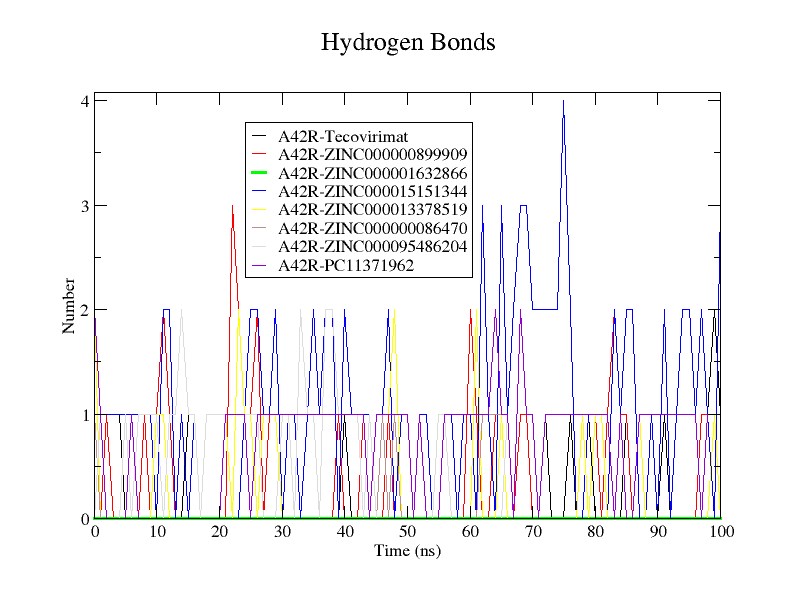 Hydrogen Bonds
4
3
2
1
0
Number
A42R-Tecovirimat
A42R-ZINC000000899909
A42R-ZINC000001632866
A42R-ZINC000015151344
A42R-ZINC000013378519
A42R-ZINC000000086470
A42R-ZINC000095486204
A42R-PC11371962
0 10 20 30 40 50 60 70 80 90 100
Time (ns)